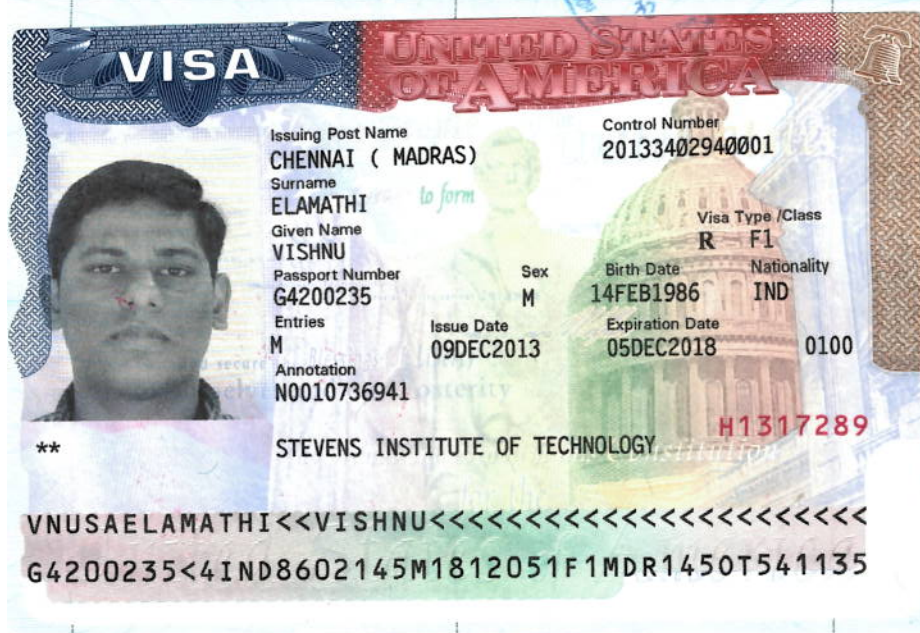 VISA
UNITED STATES
OF AMERICA
Issuing Post Name
CHENNAI ( MADRAS)
Control Number
20133402940001
Surname
ELAMATHI
to form
Given Name
VISHNU
Visa Type /Class
R F1
Passport Number
G4200235
Sex
M
Birth Date
14FEB1986
Nationality
IND
Entries
M
Issue Date
09DEC2013
Expiration Date
05DEC2018
0100
Annotation
N0010736941
H1317289
**
STEVENS INSTITUTE OF TECHNOLOGY
VNUSAELAMATHI<<VISHNU<<<<<<<<<<<<<<<<<<<<<<<
G4200235<4IND8602145M1812051F1MDR1450T541135